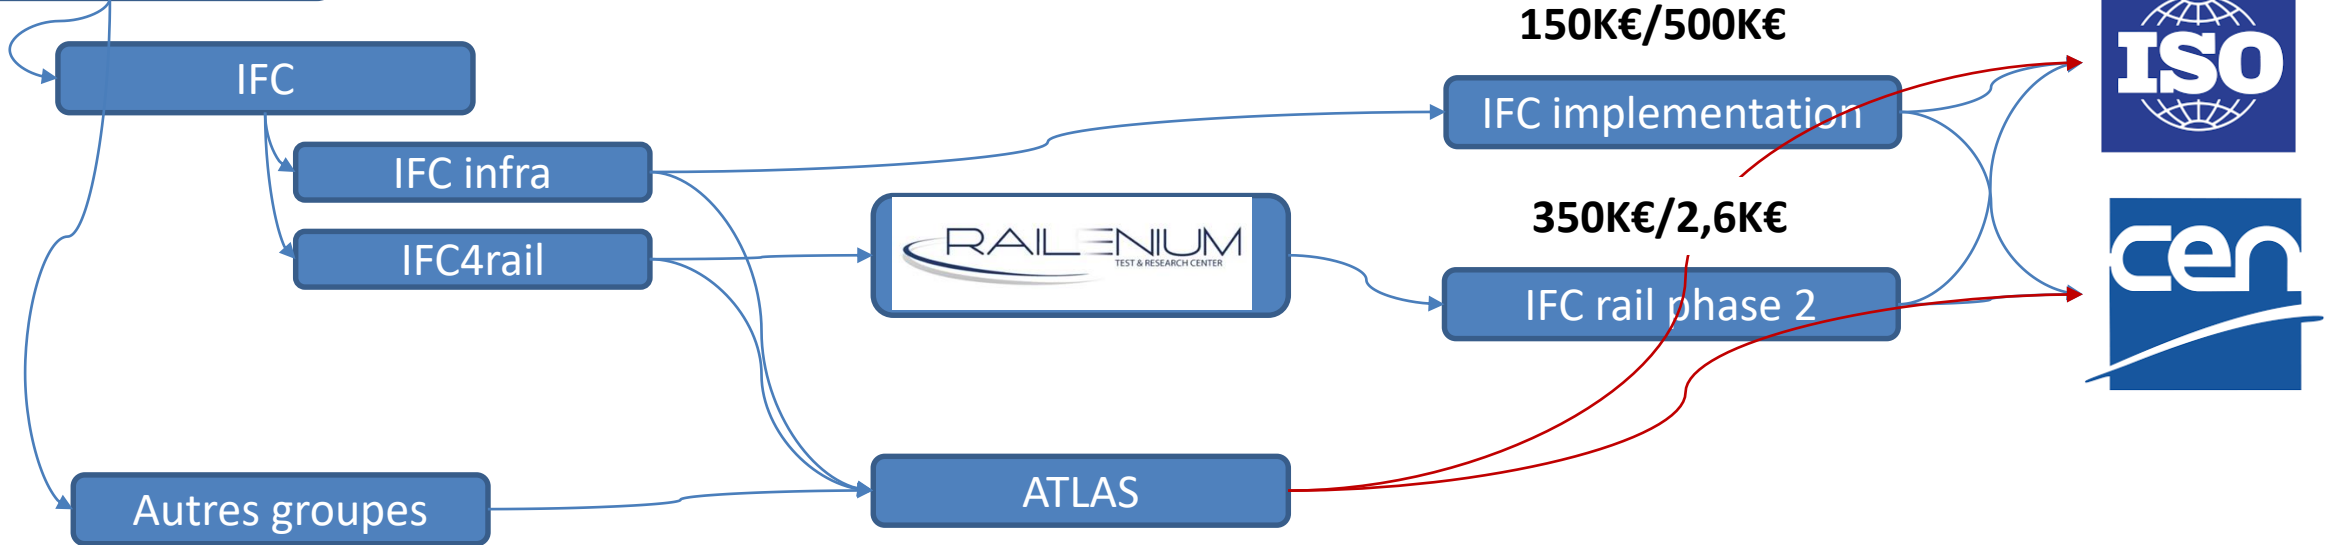 150K€/500K€
ISO
IFC
IFC implementation
IFC infra
350K€/2,6K€
RAILENIUM
TEST & RESEARCH CENTER
IFC4rail
cen
IFC rail phase 2
ATLAS
Autres groupes